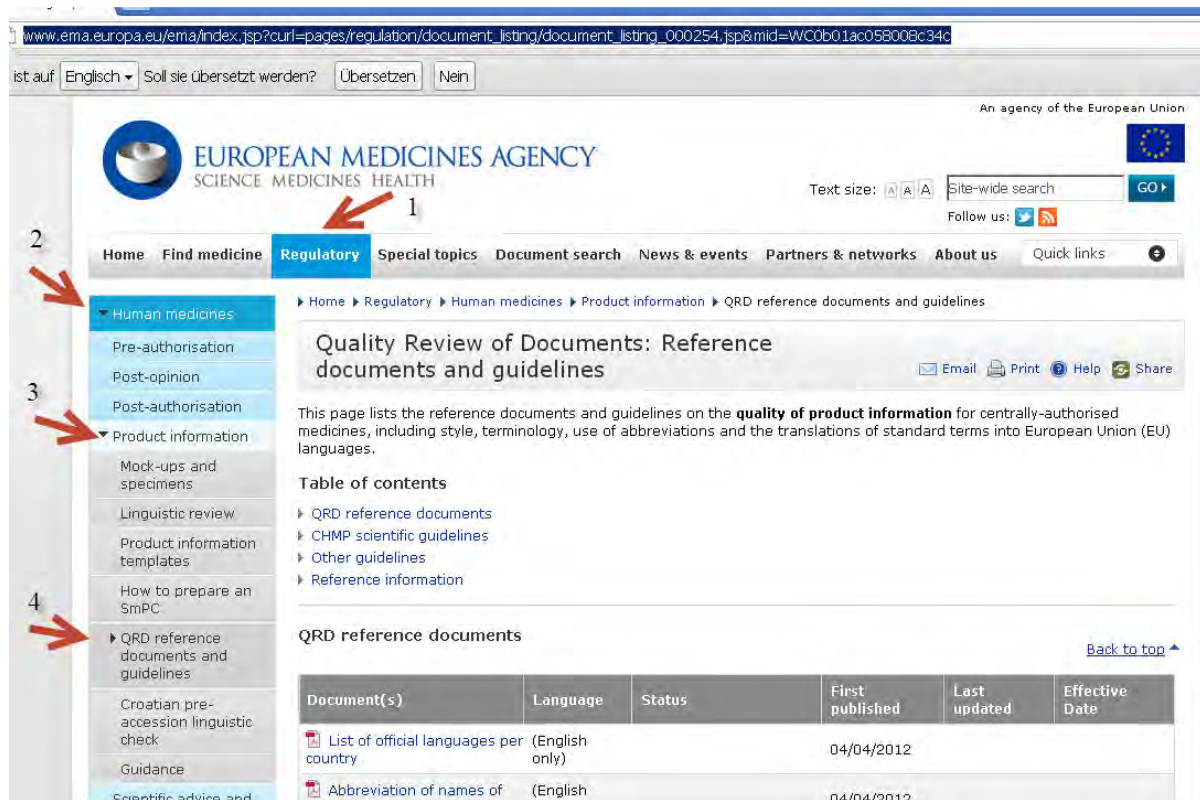 www.ema.europa.eu/ema/index.jsp?curl=pages/regulation/document_listing/document_listing_000254.jsp&mid=WC0b01ac058008c34c
ist auf Englisch Soll sie übersetzt werden? Übersetzen Nein
An agency of the European Union
EUROPEAN MEDICINES AGENCY
SCIENCE MEDICINES HEALTH
Text size: A A A Site-wide search GO
Follow us:
1
2
Home Find medicine Regulatory Special topics Document search News & events Partners & networks About us Quick links
Human medicines
Pre-authorisation
Post-opinion
Post-authorisation
3
Product information
Mock-ups and
specimens
Linguistic review
Product information
templates
How to prepare an
SmPC
4
QRD reference
documents and
guidelines
Croatian pre-
accession linguistic
check
Guidance
Scientific advice and
Home Regulatory Human medicines Product information QRD reference documents and guidelines
Quality Review of Documents: Reference
documents and guidelines
Email Print Help Share
This page lists the reference documents and guidelines on the quality of product information for centrally-authorised
medicines, including style, terminology, use of abbreviations and the translations of standard terms into European Union (EU)
languages.
Table of contents
QRD reference documents
CHMP scientific guidelines
Other guidelines
Reference information
QRD reference documents
Back to top
Document(s) Language Status First published Last updated Effective Date
List of official languages per country (English only) 04/04/2012
Abbreviation of names of (English 04/04/2012